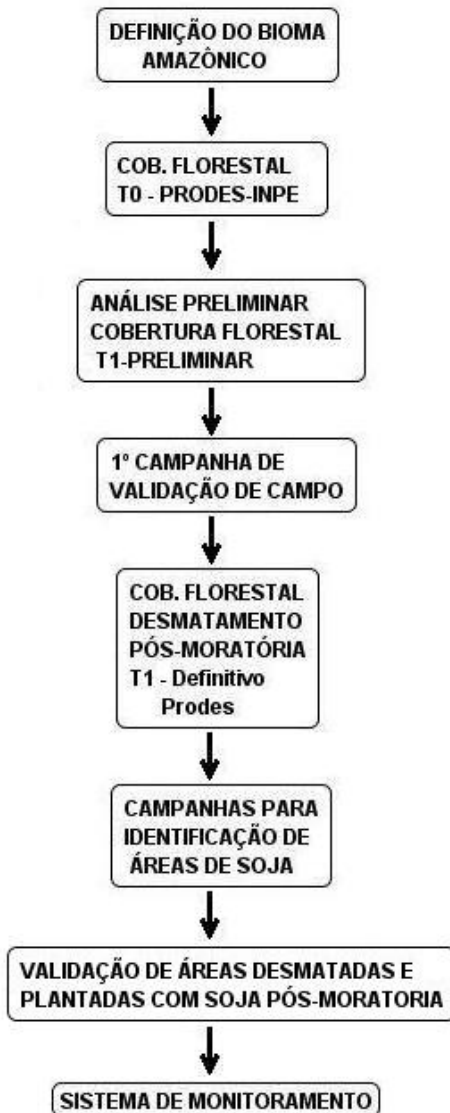 DEFINIÇÃO DO BIOMA
AMAZÔNICO
COB. FLORESTAL
T0 - PRODES-INPE
ANÁLISE PRELIMINAR
COBERTURA FLORESTAL
T1-PRELIMINAR
1º CAMPANHA DE
VALIDAÇÃO DE CAMPO
COB. FLORESTAL
DESMATAMENTO
PÓS-MORATÓRIA
T1 - Definitivo
Prodes
CAMPANHAS PARA
IDENTIFICAÇÃO DE
ÁREAS DE SOJA
VALIDAÇÃO DE ÁREAS DESMATADAS E
PLANTADAS COM SOJA PÓS-MORATORIA
SISTEMA DE MONITORAMENTO